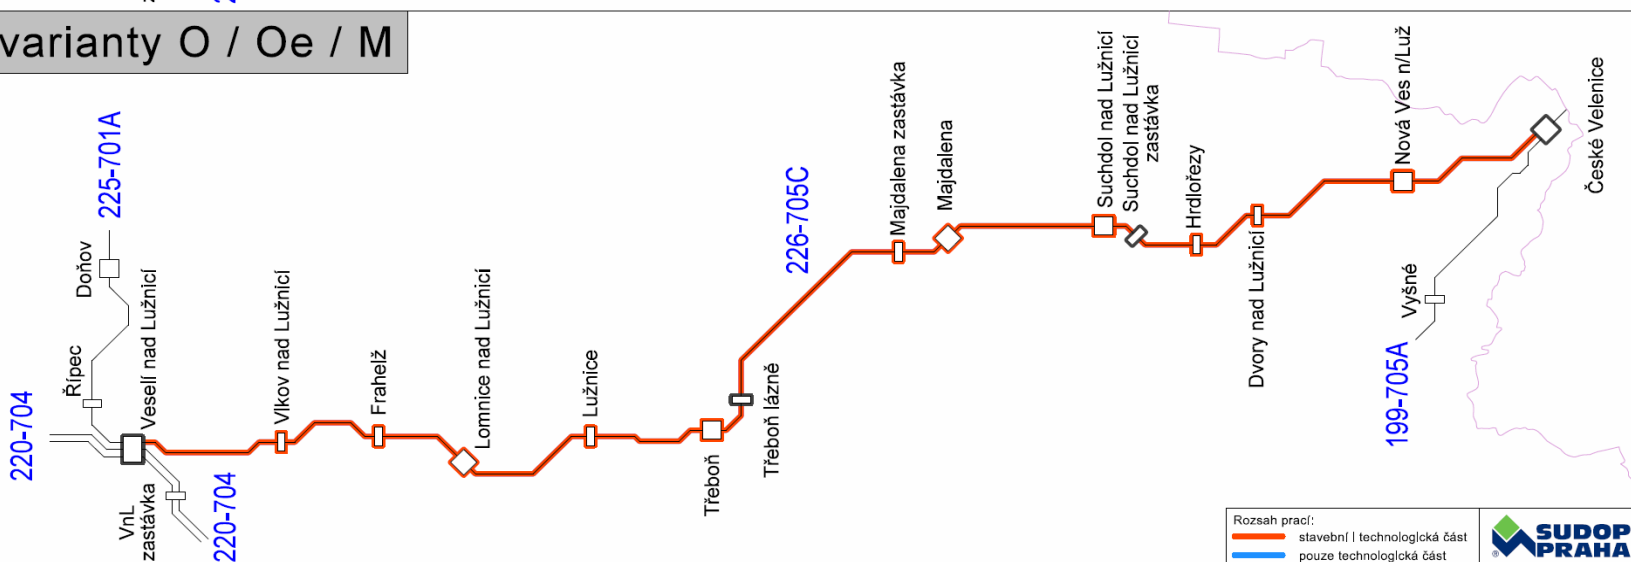 varianty O / Oe / M
220-704
Řípec
Doňov
225-701A
Veselí nad Lužnicí
VnL
zastávka
220-704
Vlkov nad Lužnicí
Frahelž
Lomnice nad Lužnicí
Lužnice
Třeboň
Třeboň lázně
226-705C
Majdalena zastávka
Majdalena
Suchdol nad Lužnicí
Suchdol nad Lužnicí
zastávka
Hrdlořezy
Dvory nad Lužnicí
Nová Ves n/Luž
České Velenice
Vyšné
199-705A
Rozsah prací:
stavební i technologická část
pouze technologická část
SUDOP
PRAHA
®